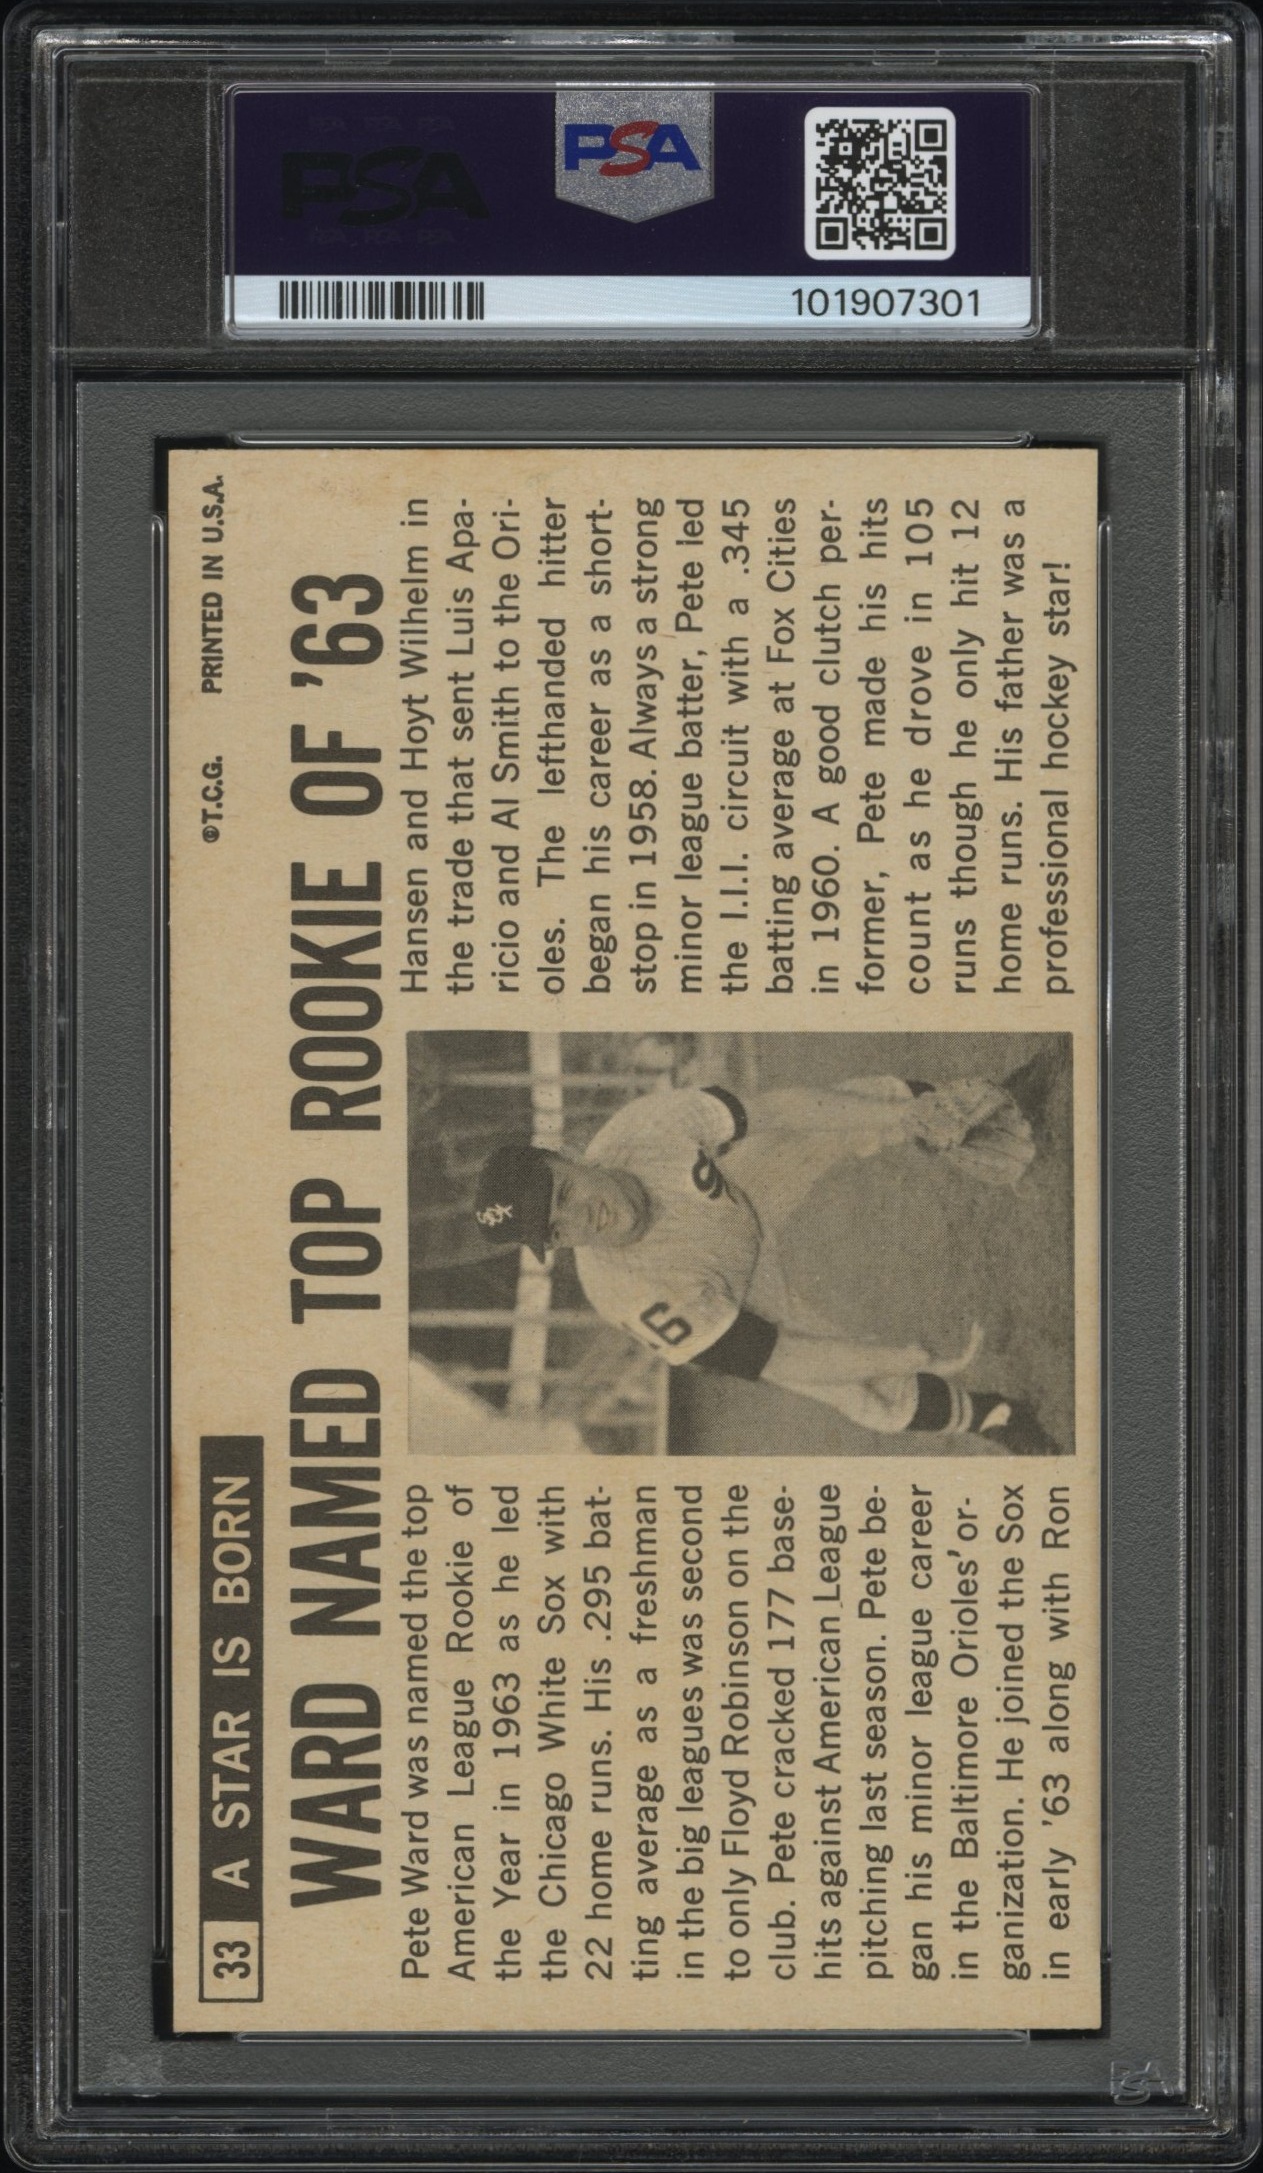 PSA
PSA
101907301
33 A STAR IS BORN ©T.C.G. PRINTED IN U.S.A.
WARD NAMED TOP ROOKIE OF '63
Pete Ward was named the top
American League Rookie of
the Year in 1963 as he led
the Chicago White Sox with
22 home runs. His .295 bat-
ting average as a freshman
in the big leagues was second
to only Floyd Robinson on the
club. Pete cracked 177 base-
hits against American League
pitching last season. Pete be-
gan his minor league career
in the Baltimore Orioles' or-
ganization. He joined the Sox
in early '63 along with Ron
SOX
6
Hansen and Hoyt Wilhelm in
the trade that sent Luis Apa-
ricio and Al Smith to the Ori-
oles. The lefthanded hitter
began his career as a short-
stop in 1958. Always a strong
minor league batter, Pete led
the I.I.I. circuit with a .345
batting average at Fox Cities
in 1960. A good clutch per-
former, Pete made his hits
count as he drove in 105
runs though he only hit 12
home runs. His father was a
professional hockey star!
PSA